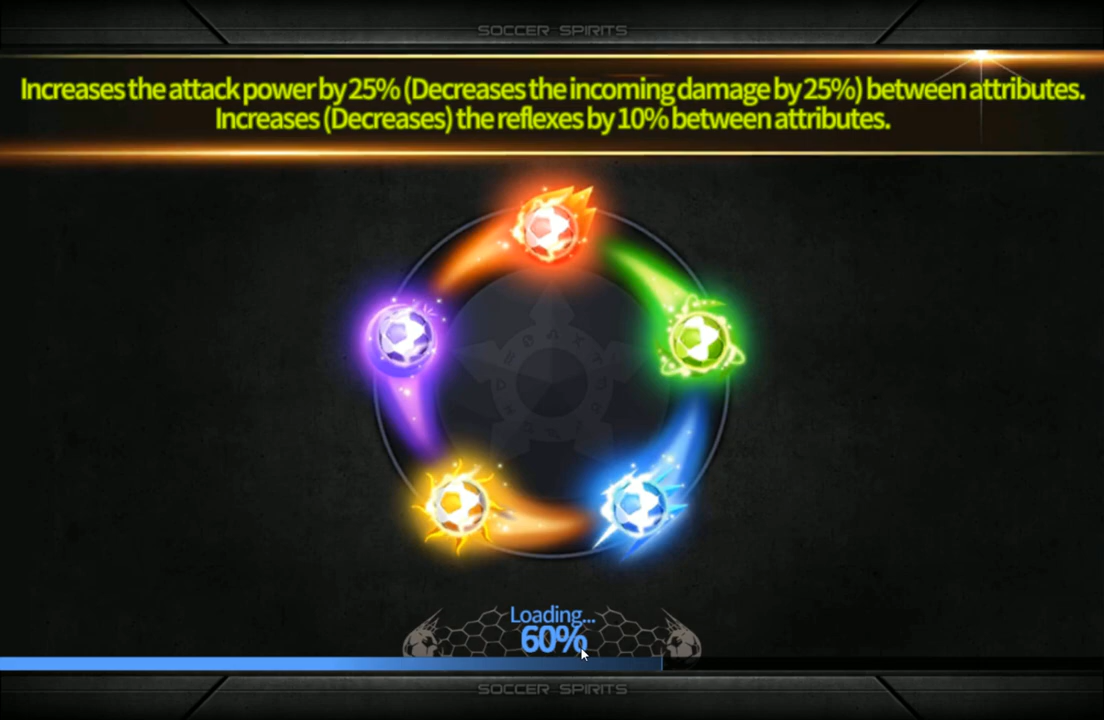 SOCCER SPIRITS
Increases the attack power by 25% (Decreases the incoming damage by 25%) between attributes.
Increases (Decreases) the reflexes by 10% between attributes.
Loading...
60%
SOCCER SPIRITS